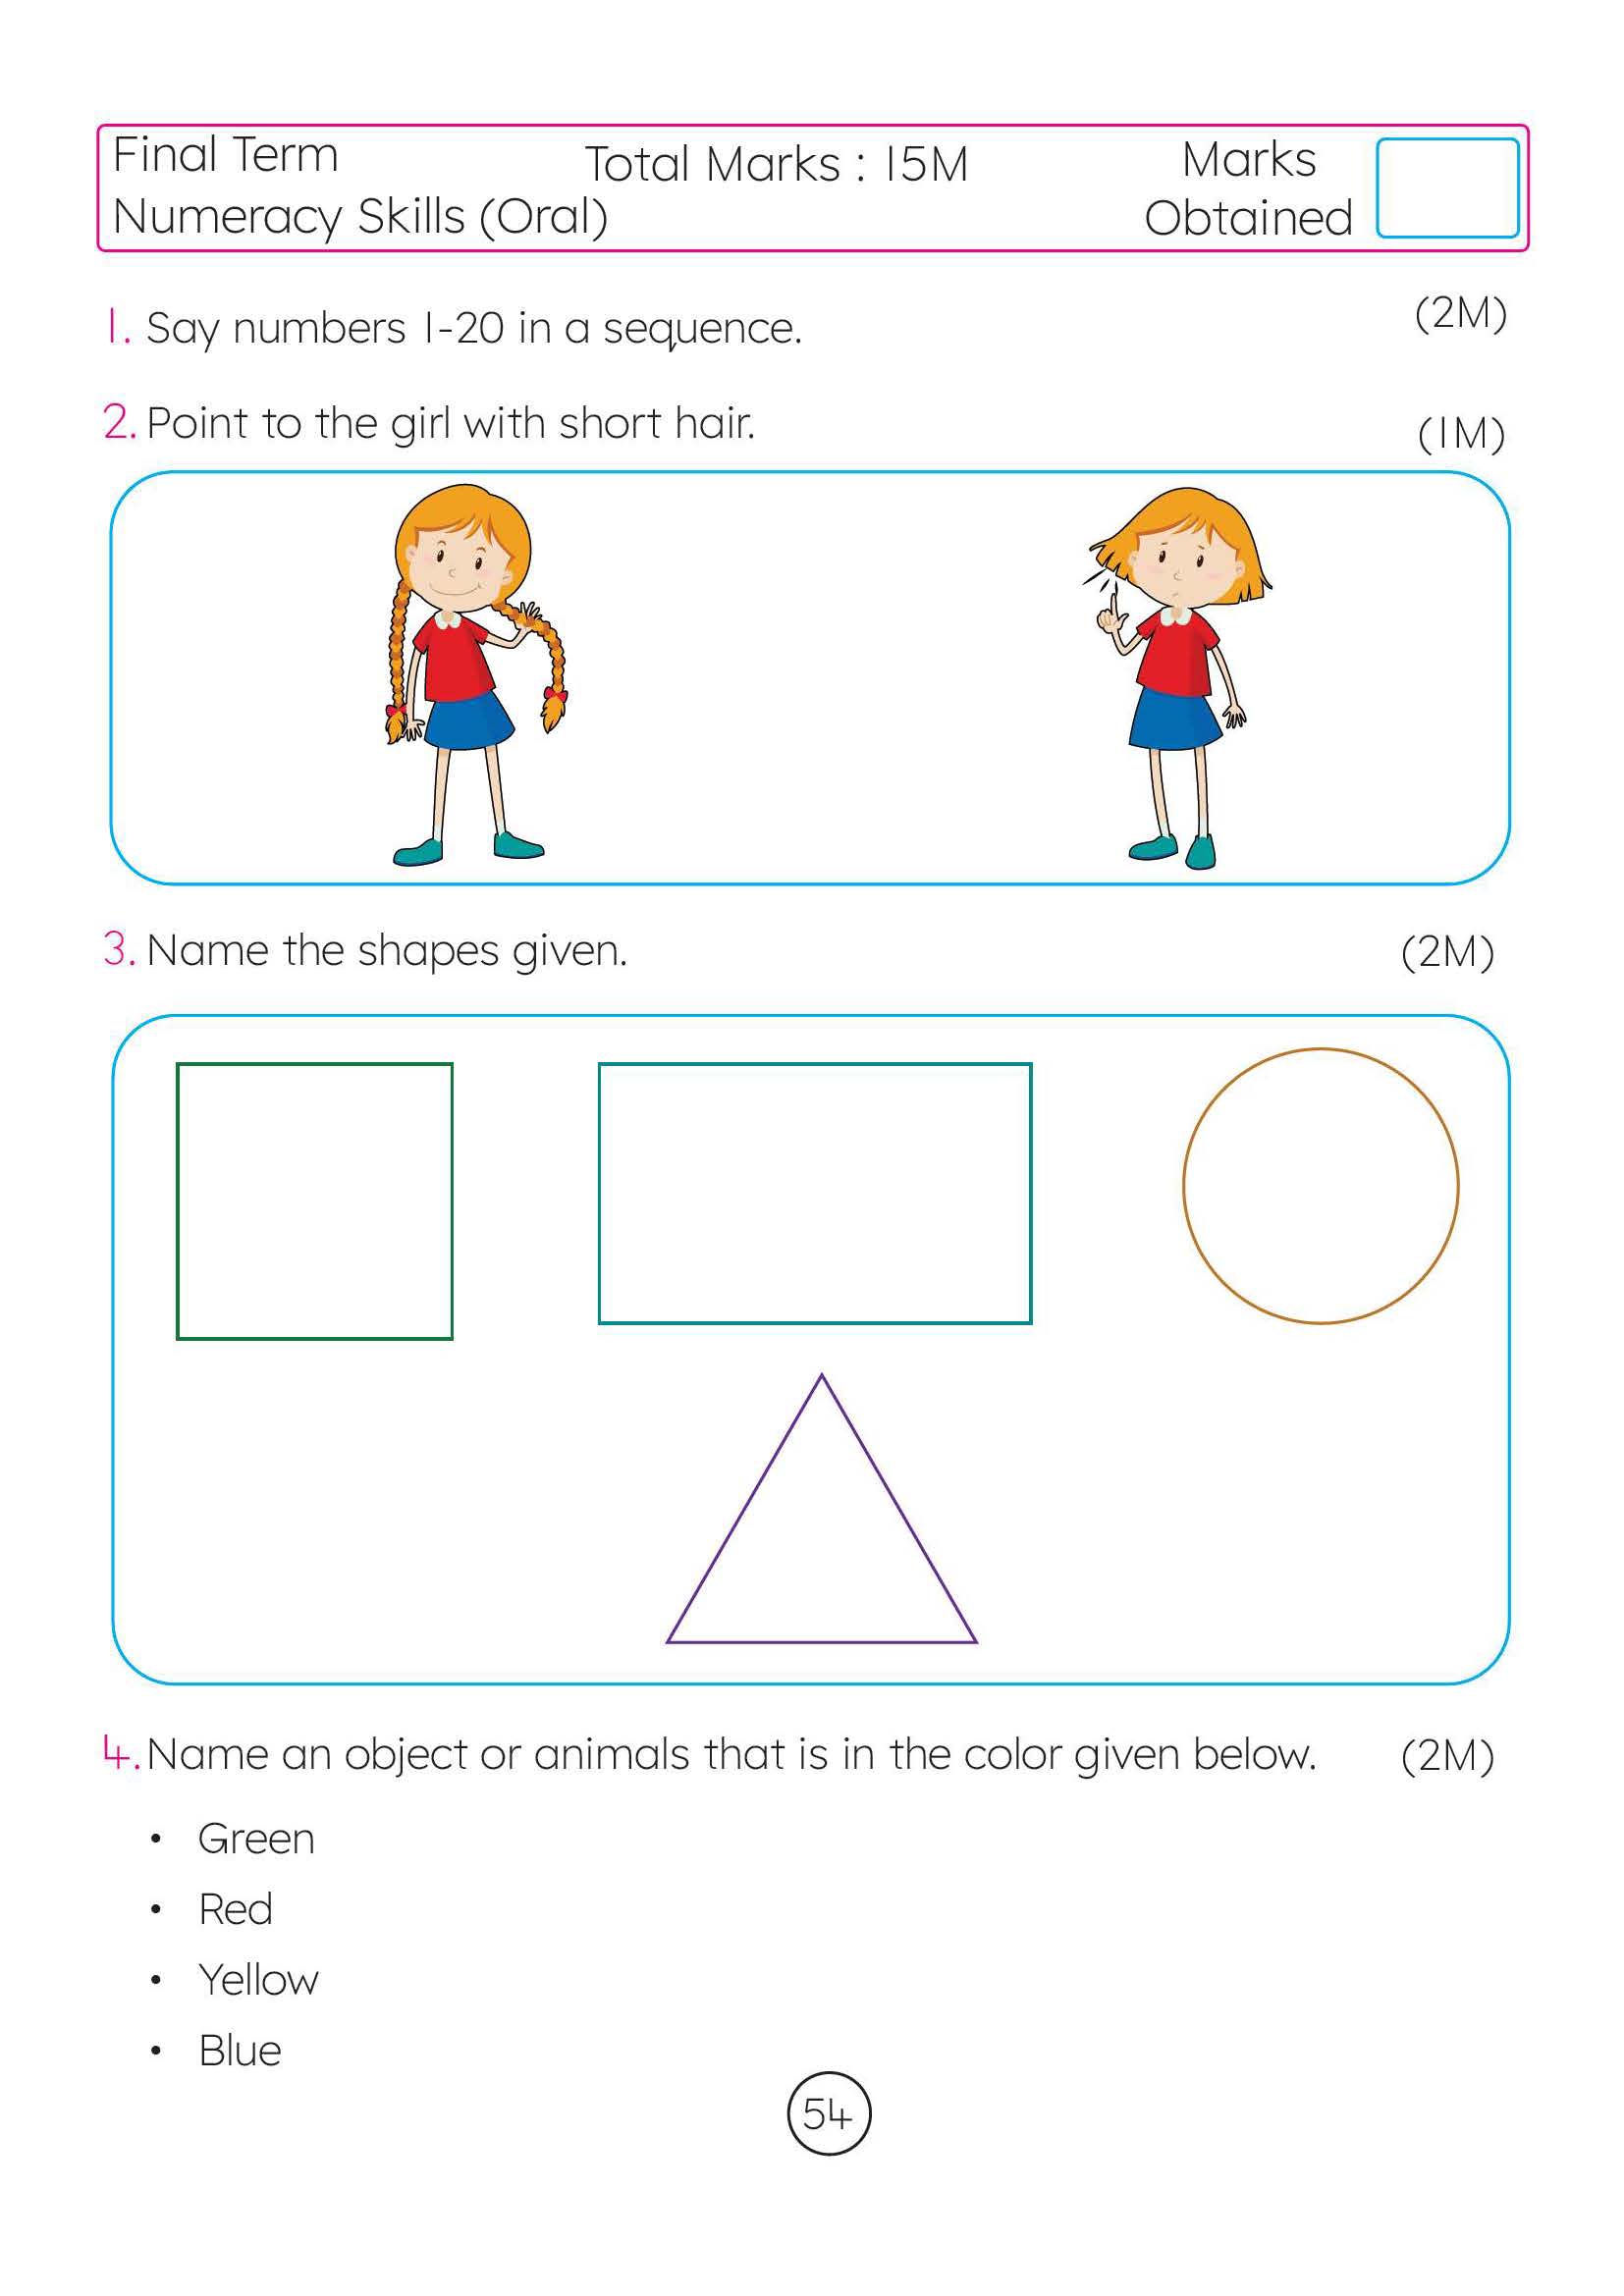 Final Term
Numeracy Skills (Oral)
Total Marks : 15M
Marks
Obtained
1. Say numbers 1-20 in a sequence. (2M)
2. Point to the girl with short hair. (1M)
3. Name the shapes given. (2M)
4. Name an object or animals that is in the color given below. (2M)
• Green
• Red
• Yellow
• Blue
54